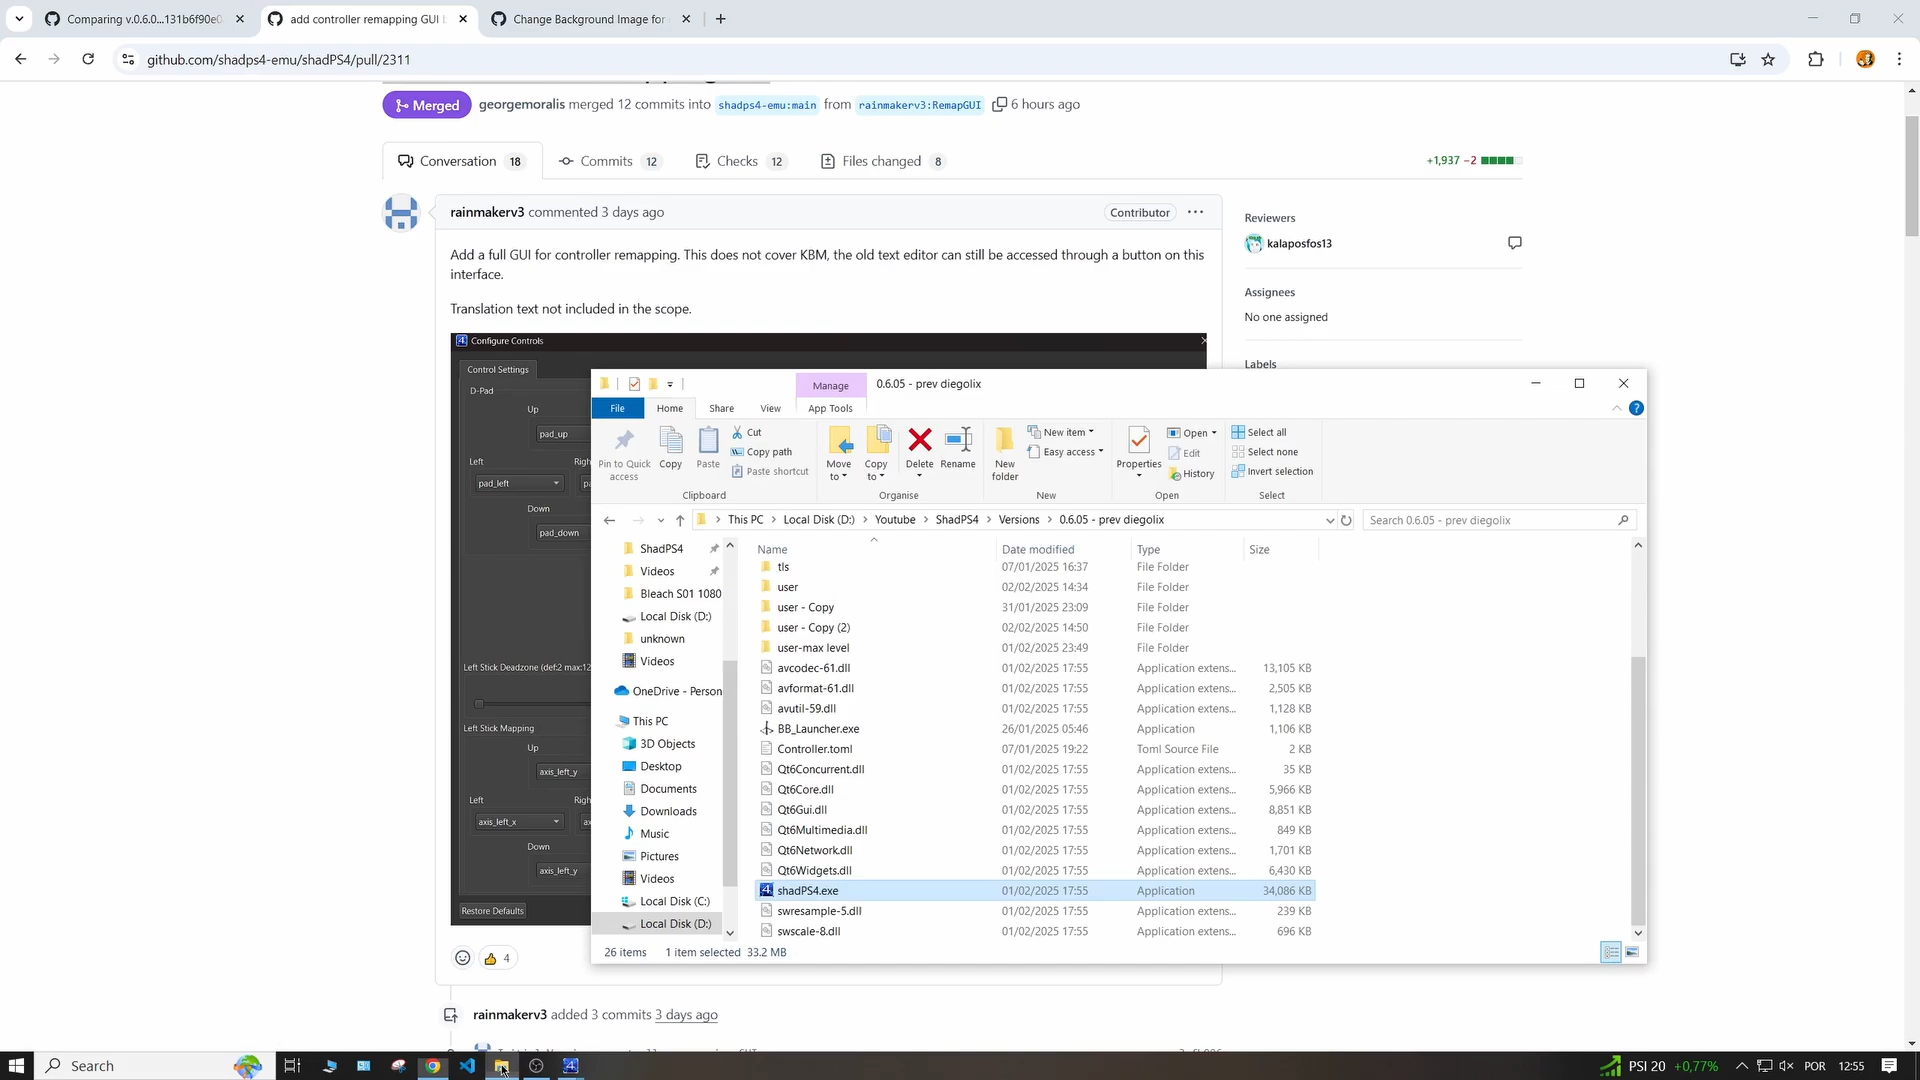 Comparing v.0.6.0...131b6f90e0
add controller remapping GUI b
Change Background Image for
github.com/shadps4-emu/shadPS4/pull/2311
Merged
georgemoralis merged 12 commits into shadps4-emu:main from rainmakerv3:RemapGUI 6 hours ago
Conversation 18
Commits 12
Checks 12
Files changed 8
+1,937 −2
rainmakerv3 commented 3 days ago
Contributor
Add a full GUI for controller remapping. This does not cover KBM, the old text editor can still be accessed through a button on this
interface.
Translation text not included in the scope.
Reviewers
kalaposfos13
Assignees
No one assigned
Labels
Configure Controls
Control Settings
D-Pad
Up
pad_up
Left
Righ
pad_left
Down
pad_down
Left Stick Deadzone (def:2 max:12
Left Stick Mapping
Up
axis_left_y
Left
Righ
axis_left_x
Down
axis_left_y
Restore Defaults
4
rainmakerv3 added 3 commits 3 days ago
Manage
0.6.05 - prev diegolix
File
Home
Share
View
App Tools
Pin to Quick
access
Copy
Paste
Cut
Copy path
Paste shortcut
Clipboard
Move
to
Copy
to
Delete
Rename
Organise
New
folder
New item
Easy access
New
Properties
Open
Edit
History
Open
Select all
Select none
Invert selection
Select
This PC
Local Disk (D:)
Youtube
ShadPS4
Versions
0.6.05 - prev diegolix
Search 0.6.05 - prev diegolix
ShadPS4
Videos
Bleach S01 1080
Local Disk (D:)
unknown
Videos
OneDrive - Person
This PC
3D Objects
Desktop
Documents
Downloads
Music
Pictures
Videos
Local Disk (C:)
Local Disk (D:)
Name Date modified Type Size
tls 07/01/2025 16:37 File Folder
user 02/02/2025 14:34 File Folder
user - Copy 31/01/2025 23:09 File Folder
user - Copy (2) 02/02/2025 14:50 File Folder
user-max level 01/02/2025 23:49 File Folder
avcodec-61.dll 01/02/2025 17:55 Application extens... 13,105 KB
avformat-61.dll 01/02/2025 17:55 Application extens... 2,505 KB
avutil-59.dll 01/02/2025 17:55 Application extens... 1,128 KB
BB_Launcher.exe 26/01/2025 05:46 Application 1,106 KB
Controller.toml 07/01/2025 19:22 Toml Source File 2 KB
Qt6Concurrent.dll 01/02/2025 17:55 Application extens... 35 KB
Qt6Core.dll 01/02/2025 17:55 Application extens... 5,966 KB
Qt6Gui.dll 01/02/2025 17:55 Application extens... 8,851 KB
Qt6Multimedia.dll 01/02/2025 17:55 Application extens... 849 KB
Qt6Network.dll 01/02/2025 17:55 Application extens... 1,701 KB
Qt6Widgets.dll 01/02/2025 17:55 Application extens... 6,430 KB
shadPS4.exe 01/02/2025 17:55 Application 34,086 KB
swresample-5.dll 01/02/2025 17:55 Application extens... 239 KB
swscale-8.dll 01/02/2025 17:55 Application extens... 696 KB
26 items 1 item selected 33.2 MB
Search
PSI 20 +0,77%
POR
12:55